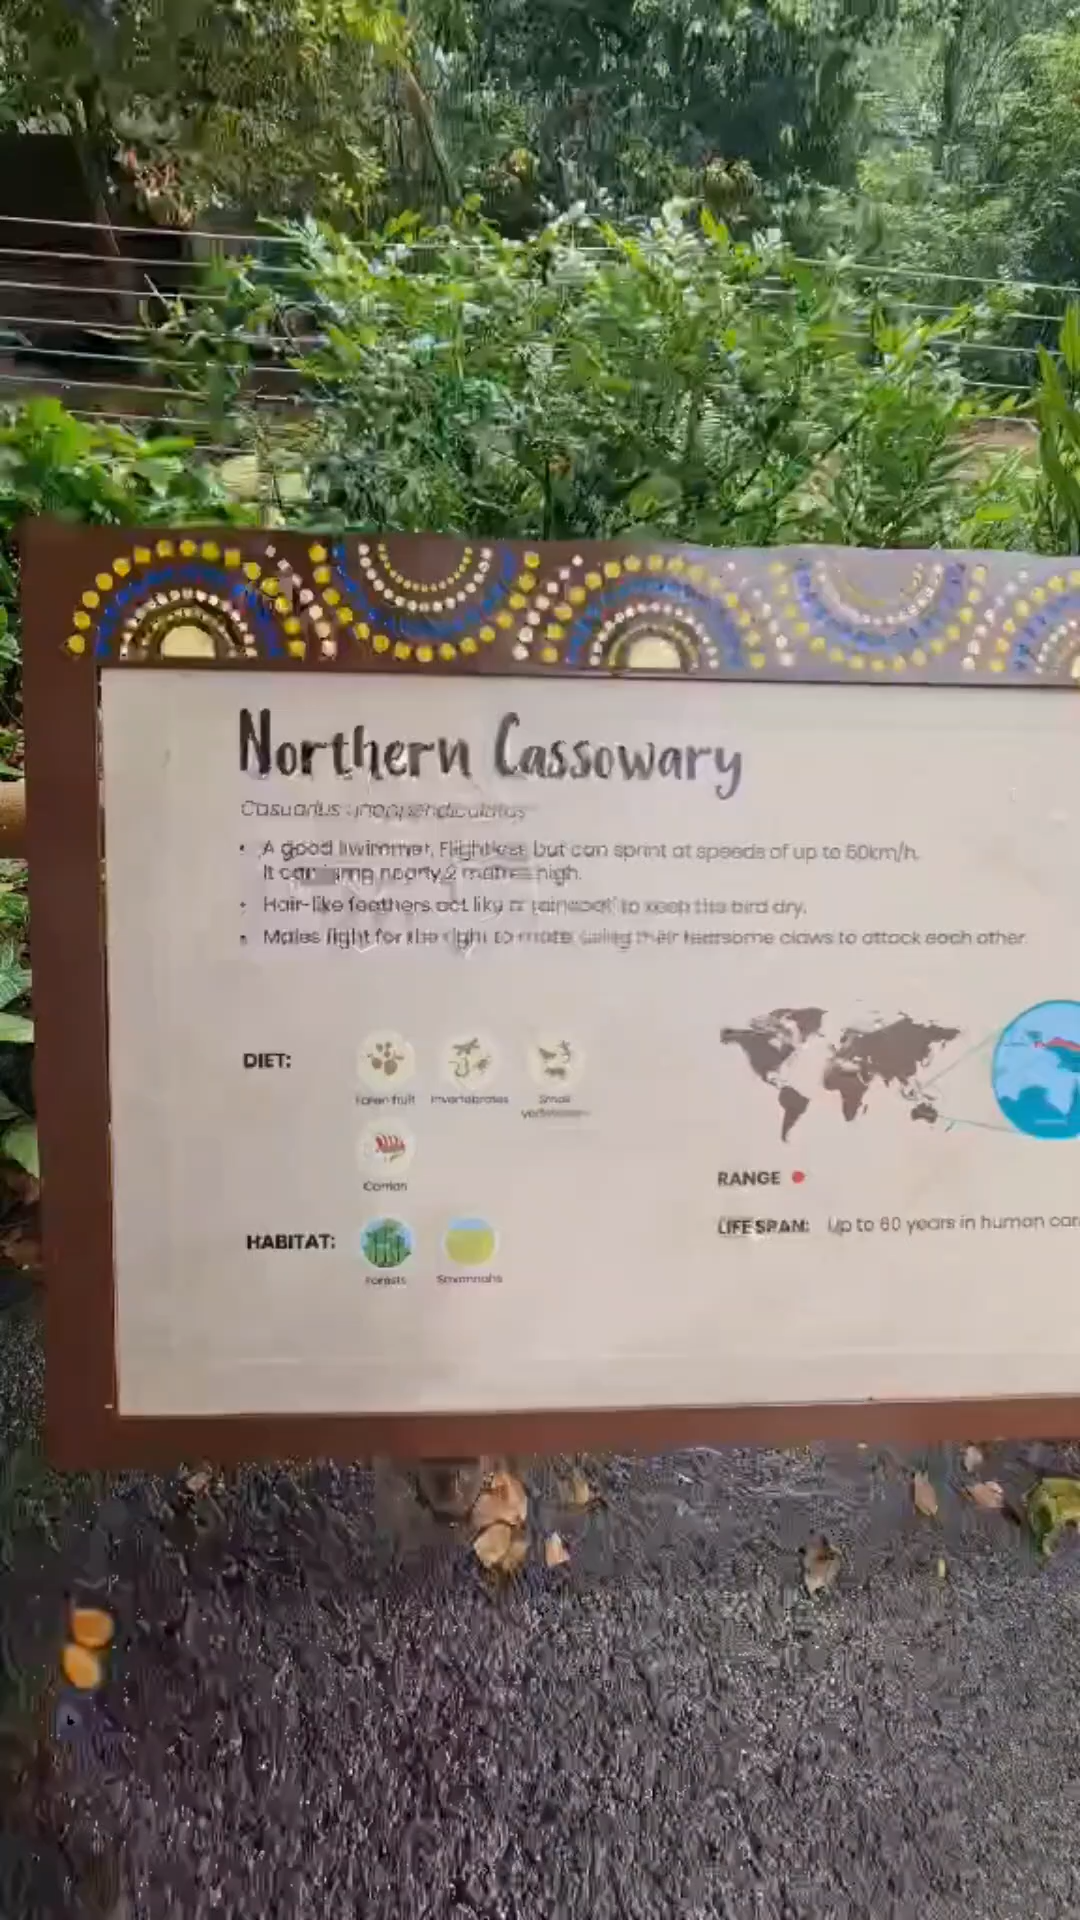 Northern Cassowary
Casuarius unappendiculatus
• A good swimmer. Flightless but can sprint at speeds of up to 50km/h.
It can jump nearly 2 metres high.
• Hair-like feathers act like a 'raincoat' to keep the bird dry.
• Males fight for the right to mate, using their fearsome claws to attack each other.
DIET:
Fallen fruit Invertebrates Small
vertebrates
Carrion
RANGE
LIFE SPAN: Up to 60 years in human
HABITAT:
Forests Savannahs